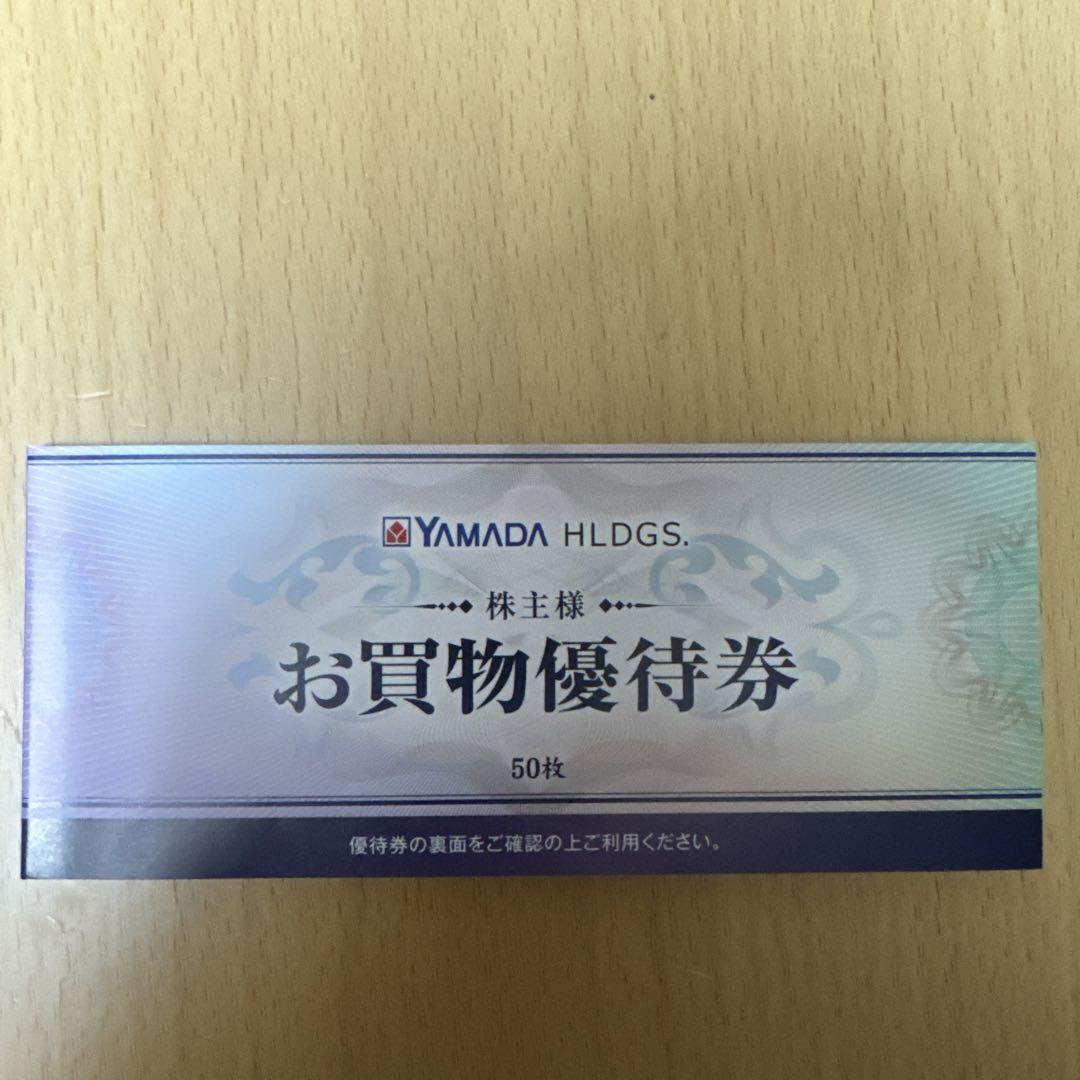 YAMADA HLDGS.
株主様
お買物優待券
50枚
優待券の裏面をご確認の上ご利用ください。